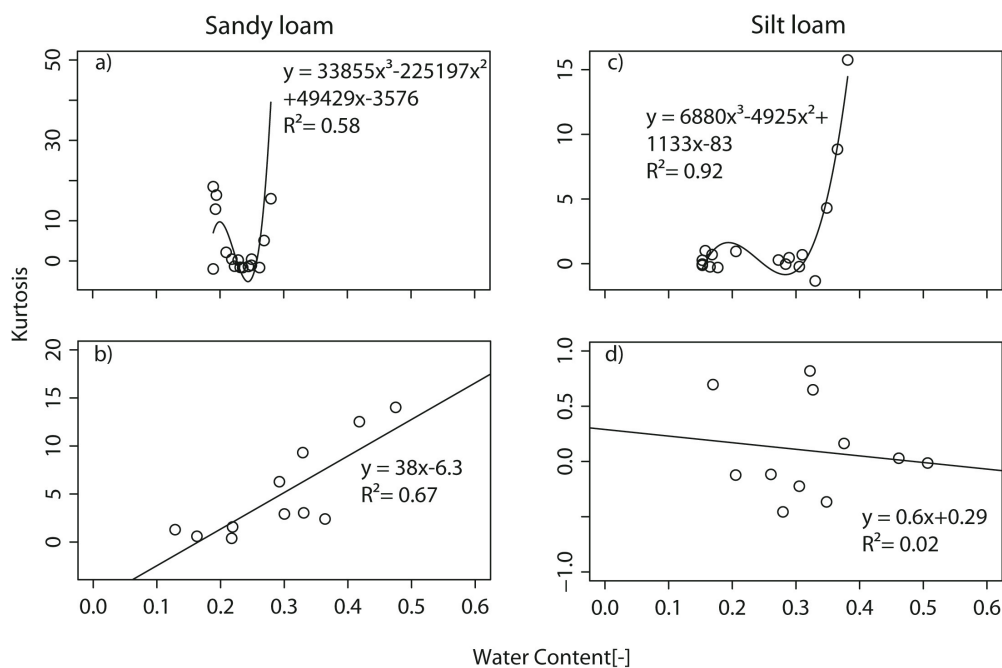 Sandy loam
Silt loam
a)
y = 33855x³-225197x²
+49429x-3576
R²= 0.58
50
30
10
0
c)
y = 6880x³-4925x²+
1133x-83
R²= 0.92
15
10
5
0
Kurtosis
b)
y = 38x-6.3
R²= 0.67
20
15
10
5
0
0.0 0.1 0.2 0.3 0.4 0.5 0.6
d)
y = 0.6x+0.29
R²= 0.02
1.0
0.5
0.0
−1.0
0.0 0.1 0.2 0.3 0.4 0.5 0.6
Water Content[-]